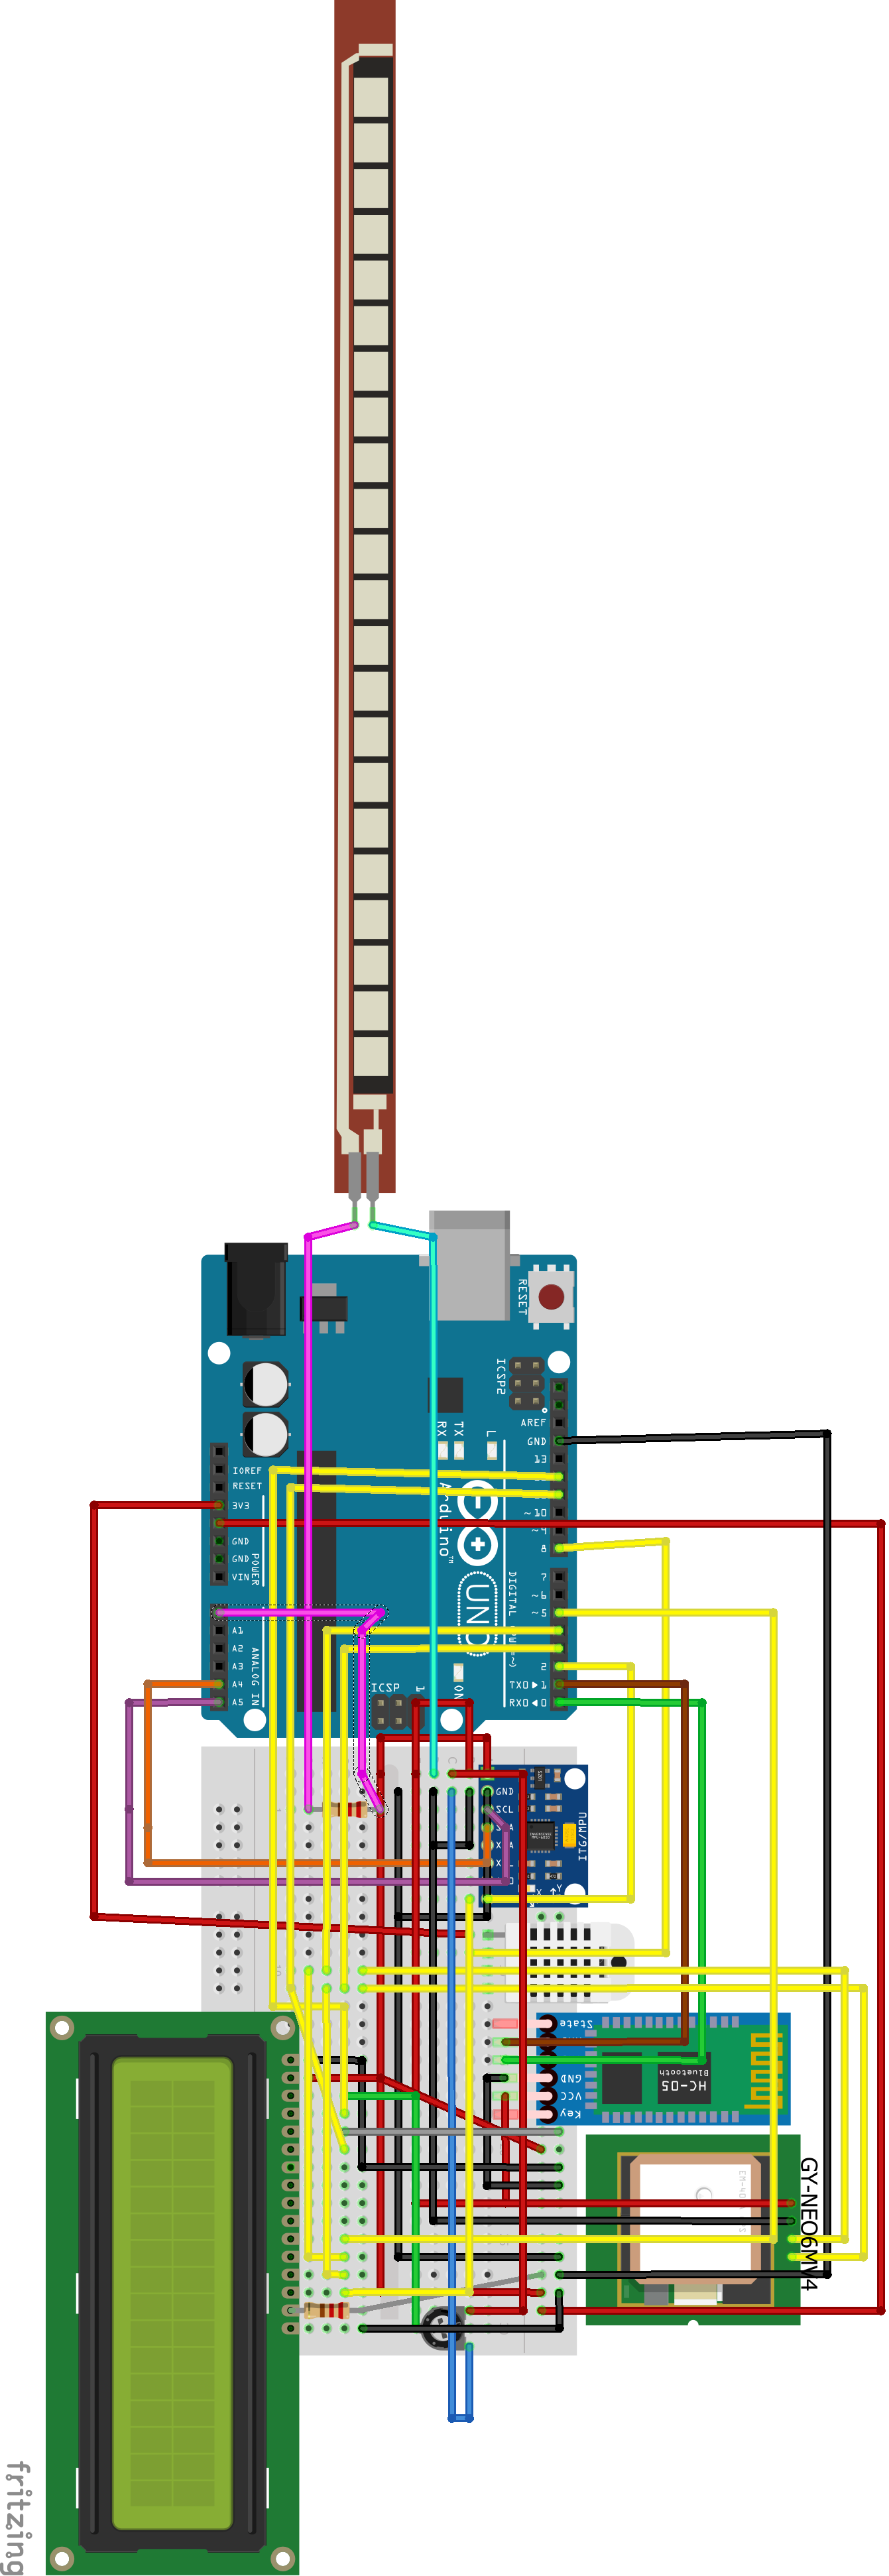 RESET
ICSP2
AREF
GND
13
RX
TX
L
IOREF
RESET
3V3
GND
GND
VIN
POWER
~10
~9
8
7
~6
~5
2
TX0 ▶ 1
RX0 ◀ 0
Arduino™
UNO
DIGITAL
A1
A2
A3
A4
A5
ANALOG IN
ICSP
1
ON
GND
SCL
ITG/MPU
X
Y
State
GND
VCC
Key
HC-05
Bluetooth
GY-NEO6MV4
fritzing